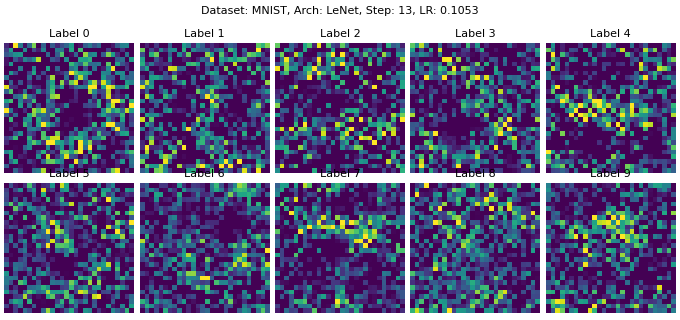 Dataset: MNIST, Arch: LeNet, Step: 13, LR: 0.1053
Label 0 Label 1 Label 2 Label 3 Label 4
Label 5 Label 6 Label 7 Label 8 Label 9